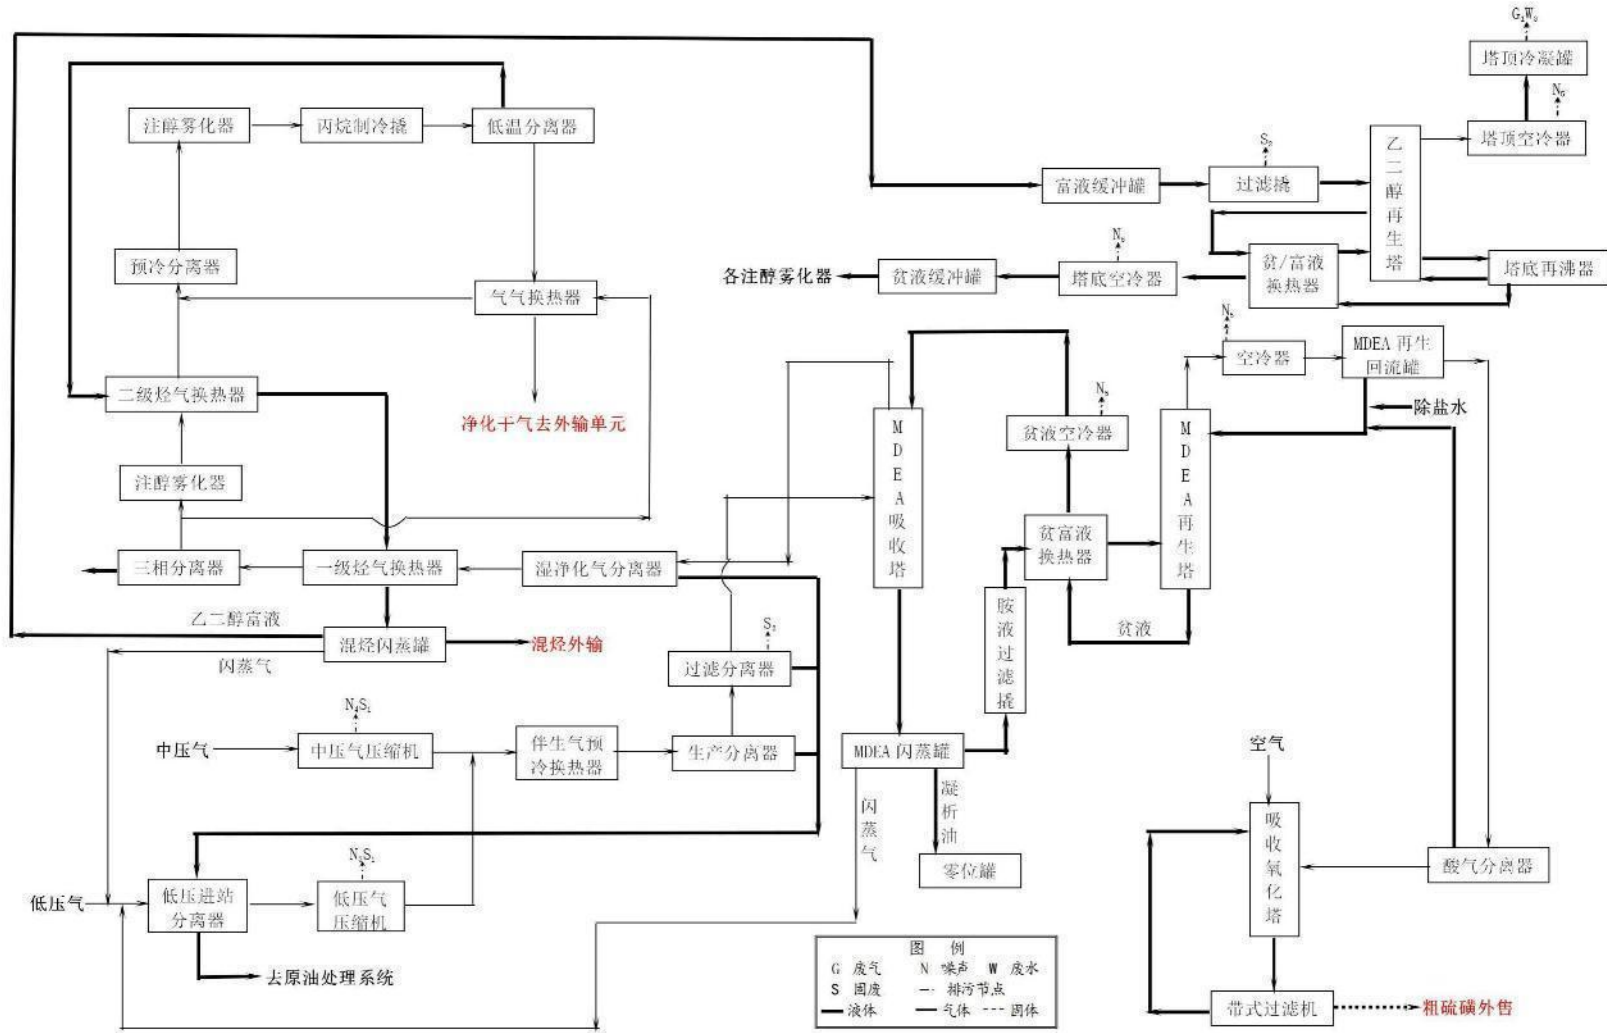 G₁W₃
塔顶冷凝罐
N₅
注醇雾化器
丙烷制冷撬
低温分离器
塔顶空冷器
乙二醇再生塔
S₂
富液缓冲罐
过滤撬
预冷分离器
各注醇雾化器
贫液缓冲罐
塔底空冷器
贫/富液
换热器
塔底再沸器
气气换热器
空冷器
MDEA再生
回流罐
二级烃气换热器
净化干气去外输单元
MDEA吸收塔
贫液空冷器
MDEA再生塔
除盐水
注醇雾化器
贫富液
换热器
三相分离器
一级烃气换热器
湿净化气分离器
乙二醇富液
胺液过滤撬
贫液
混烃闪蒸罐
混烃外输
闪蒸气
S₂
过滤分离器
N₄S₁
中压气
中压气压缩机
伴生气预
冷换热器
生产分离器
MDEA闪蒸罐
空气
闪蒸气
凝析油
吸收氧化塔
零位罐
酸气分离器
低压气
低压进站
分离器
低压气
压缩机
去原油处理系统
图 例
G 废气 N 噪声 W 废水
S 固废 排污节点
液体 气体 固体
带式过滤机
粗硫磺外售